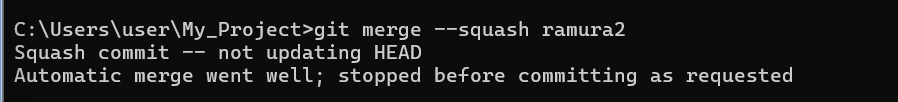 C:\Users\user\My_Project>git merge --squash ramura2
Squash commit -- not updating HEAD
Automatic merge went well; stopped before committing as requested